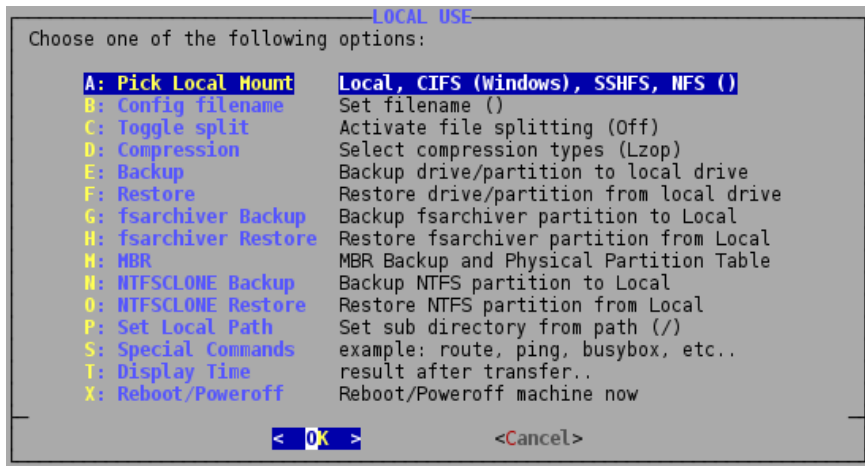 LOCAL USE
Choose one of the following options:
A: Pick Local Mount Local, CIFS (Windows), SSHFS, NFS ()
B: Config filename Set filename ()
C: Toggle split Activate file splitting (Off)
D: Compression Select compression types (Lzop)
E: Backup Backup drive/partition to local drive
F: Restore Restore drive/partition from local drive
G: fsarchiver Backup Backup fsarchiver partition to Local
H: fsarchiver Restore Restore fsarchiver partition from Local
M: MBR MBR Backup and Physical Partition Table
N: NTFSCLONE Backup Backup NTFS partition to Local
O: NTFSCLONE Restore Restore NTFS partition from Local
P: Set Local Path Set sub directory from path (/)
S: Special Commands example: route, ping, busybox, etc..
T: Display Time result after transfer..
X: Reboot/Poweroff Reboot/Poweroff machine now
< OK > <Cancel>